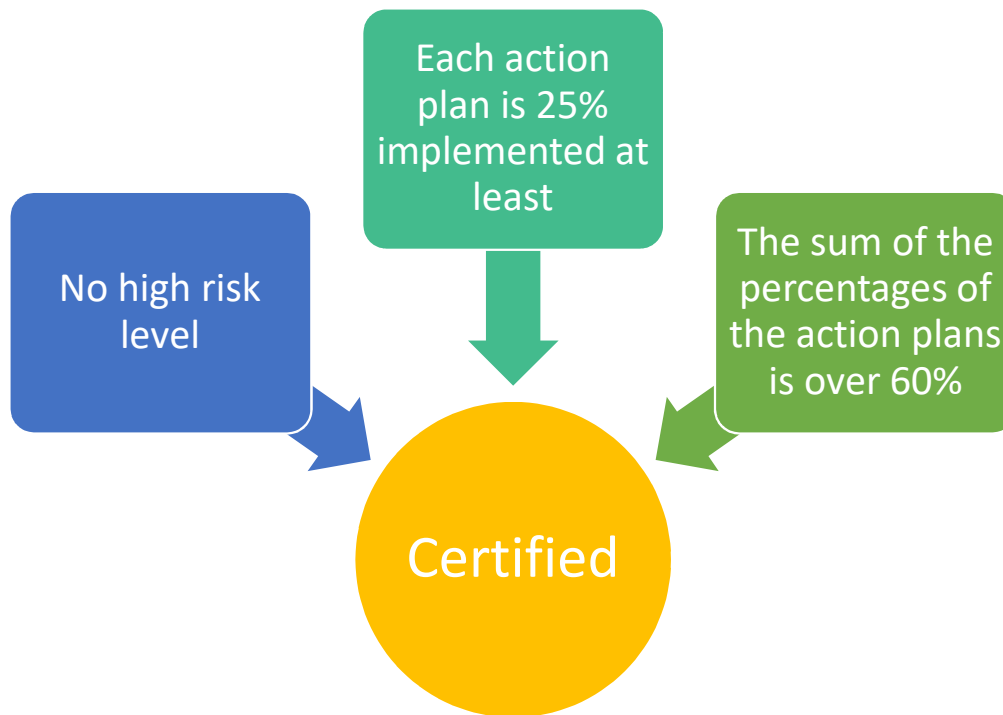 Each action
plan is 25%
implemented at
least
No high risk
level
The sum of the
percentages of
the action plans
is over 60%
Certified